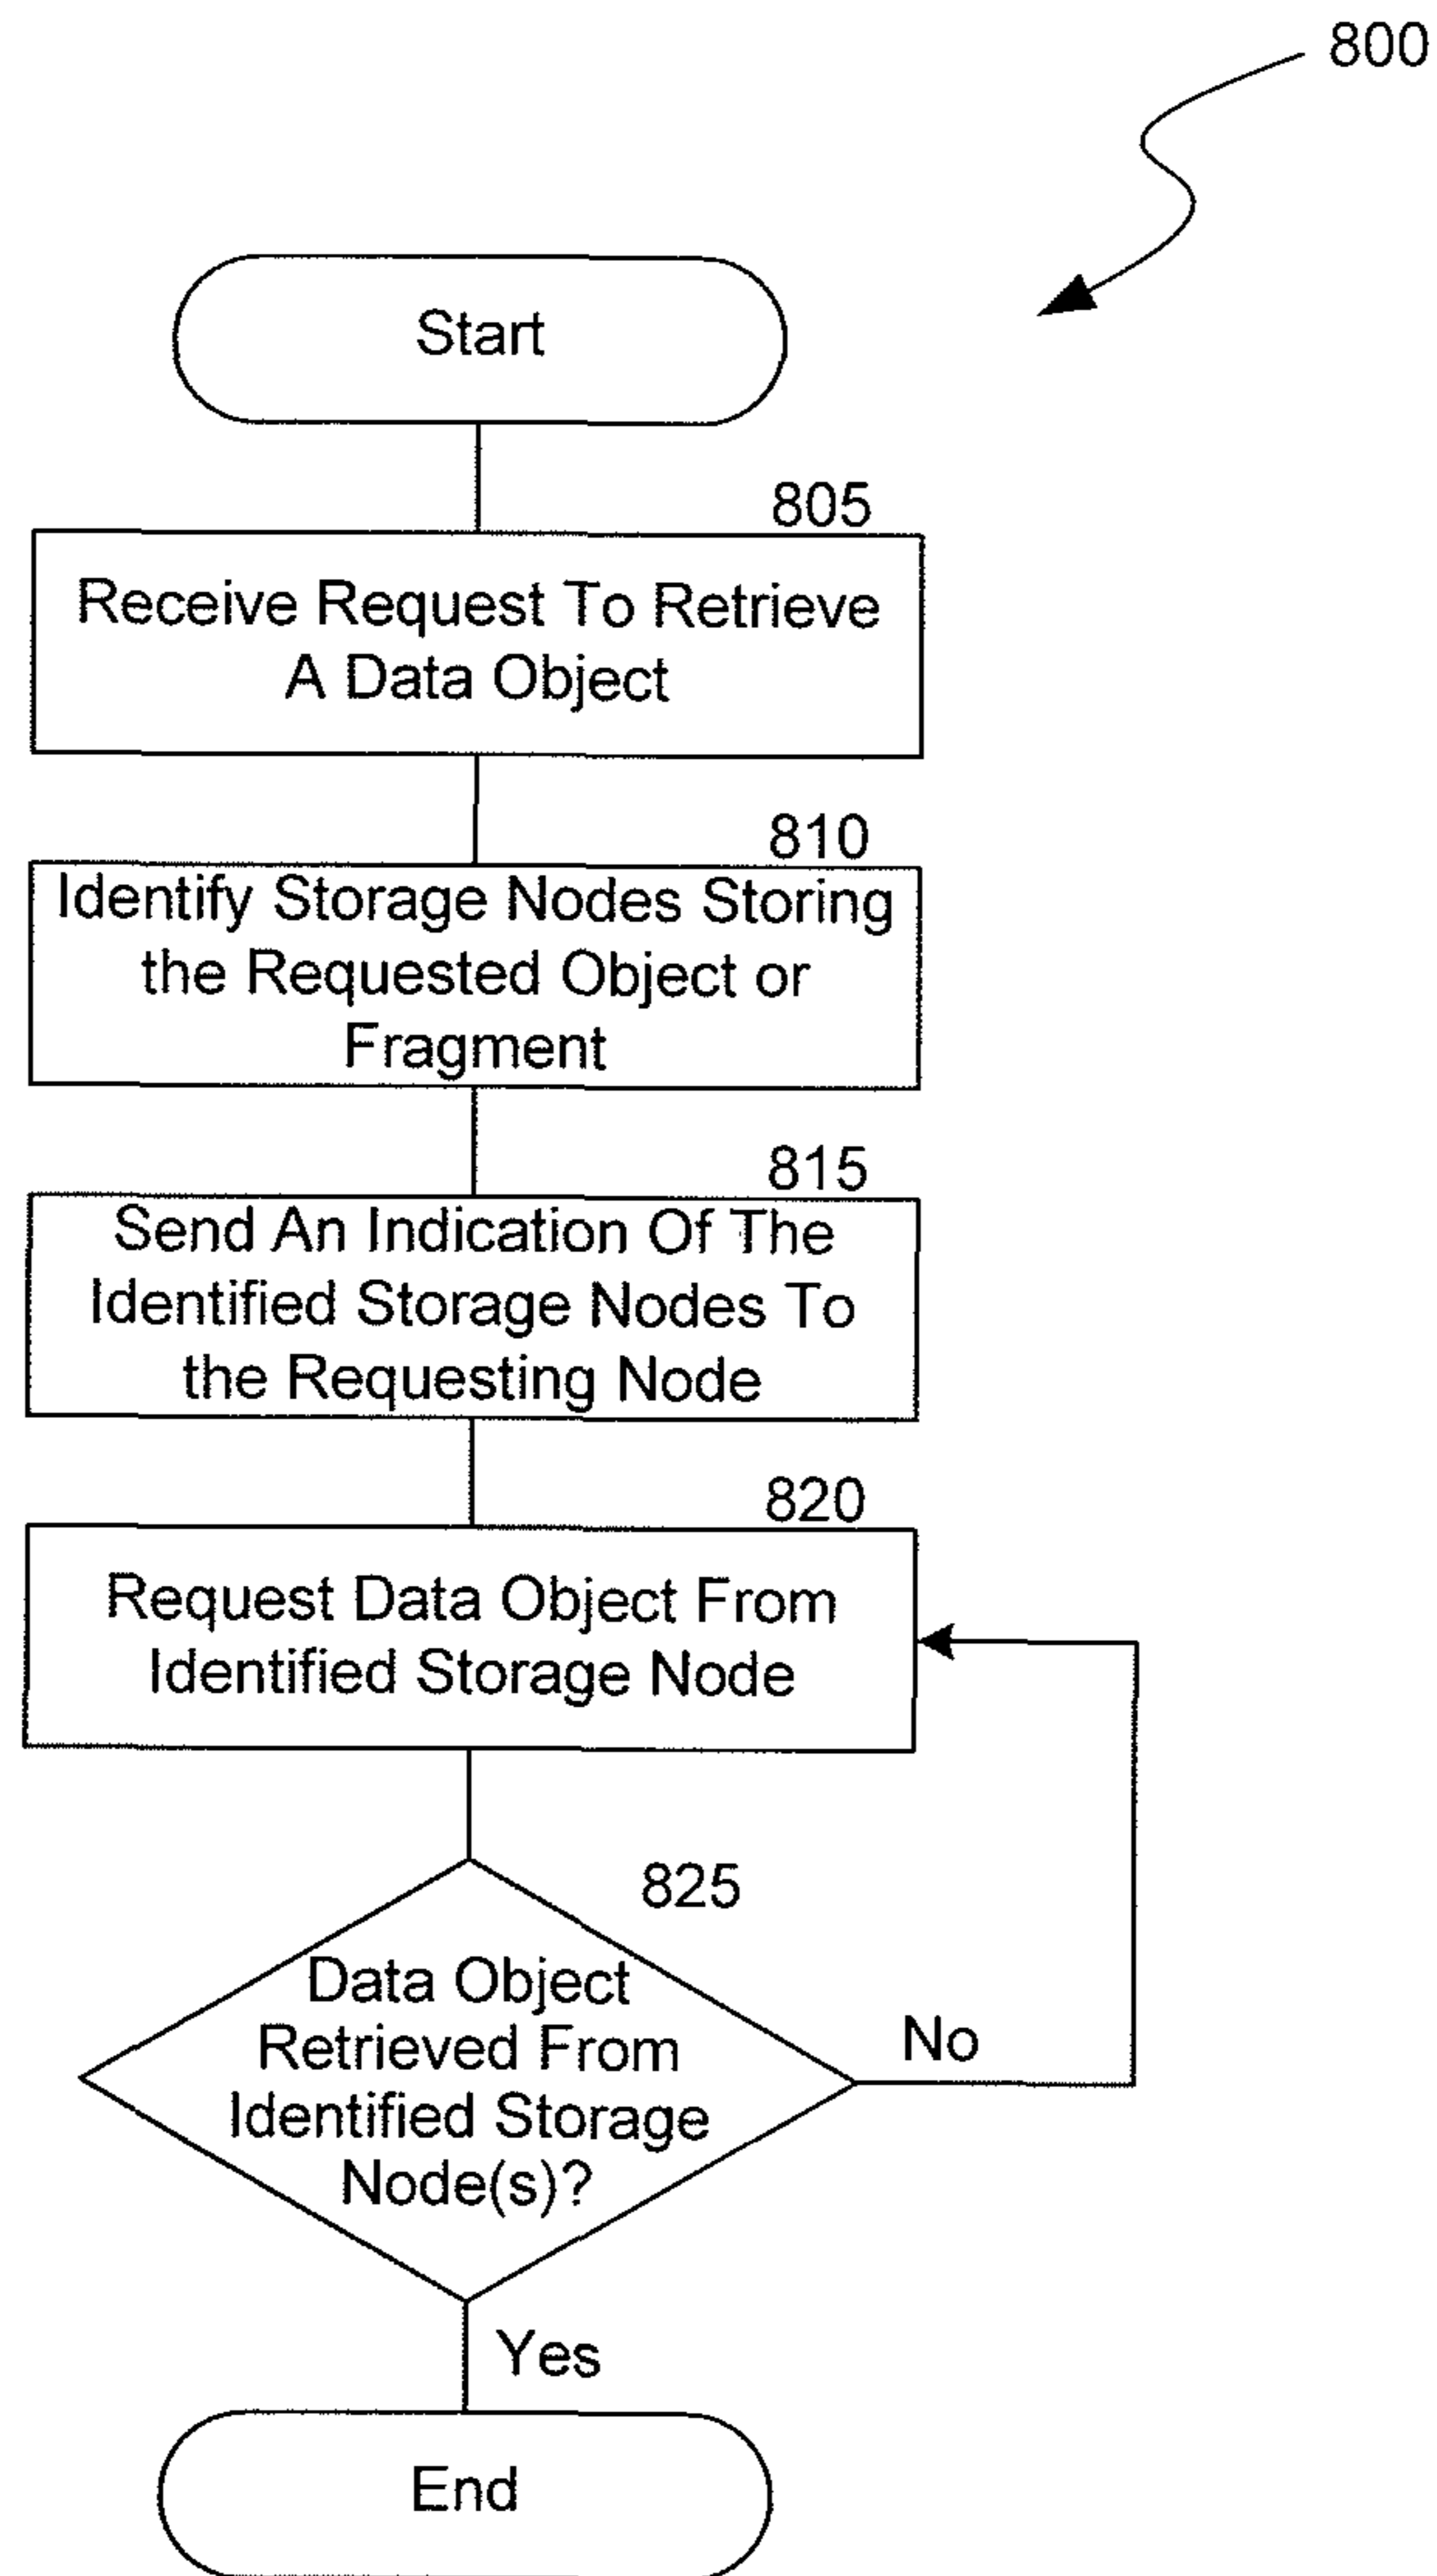 800
Start
805
Receive Request To Retrieve
A Data Object
810
Identify Storage Nodes Storing
the Requested Object or
Fragment
815
Send An Indication Of The
Identified Storage Nodes To
the Requesting Node
820
Request Data Object From
Identified Storage Node
825
Data Object
Retrieved From
Identified Storage
Node(s)?
No
Yes
End